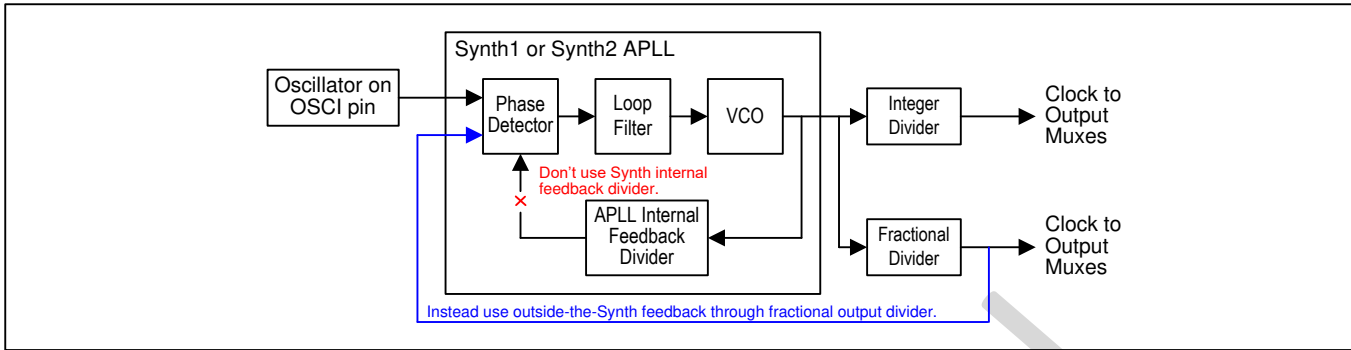 Synth1 or Synth2 APLL
Oscillator on
OSCI pin
Phase
Detector
Loop
Filter
VCO
Integer
Divider
Clock to
Output
Muxes
Don't use Synth internal
feedback divider.
APLL Internal
Feedback
Divider
Fractional
Divider
Clock to
Output
Muxes
Instead use outside-the-Synth feedback through fractional output divider.